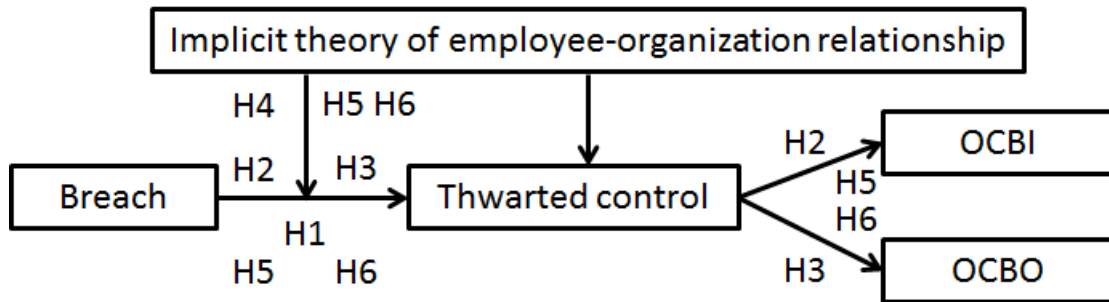 Implicit theory of employee-organization relationship
H4 H5 H6
H2 H3
Breach
Thwarted control
H1
H5 H6
H2
OCBI
H5
H6
H3
OCBO